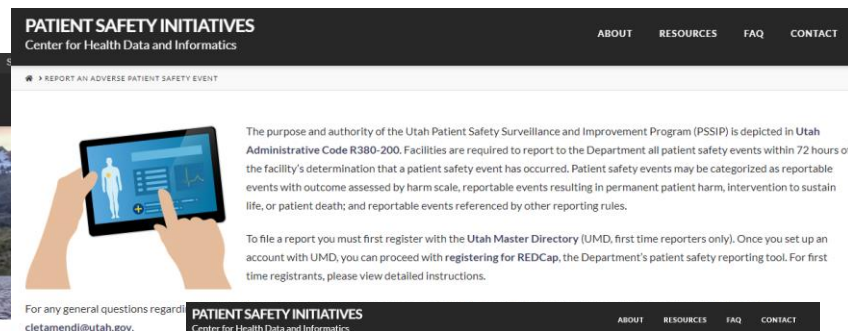 PATIENT SAFETY INITIATIVES
Center for Health Data and Informatics
ABOUT RESOURCES FAQ CONTACT
> REPORT AN ADVERSE PATIENT SAFETY EVENT
The purpose and authority of the Utah Patient Safety Surveillance and Improvement Program (PSSIP) is depicted in Utah
Administrative Code R380-200. Facilities are required to report to the Department all patient safety events within 72 hours of
the facility's determination that a patient safety event has occurred. Patient safety events may be categorized as reportable
events with outcome assessed by harm scale, reportable events resulting in permanent patient harm, intervention to sustain
life, or patient death; and reportable events referenced by other reporting rules.
To file a report you must first register with the Utah Master Directory (UMD, first time reporters only). Once you set up an
account with UMD, you can proceed with registering for REDCap, the Department's patient safety reporting tool. For first
time registrants, please view detailed instructions.
For any general questions
cletamendi@utah.gov.
PATIENT SAFETY INITIATIVES
Center for Health Data and Informatics
ABOUT RESOURCES FAQ CONTACT